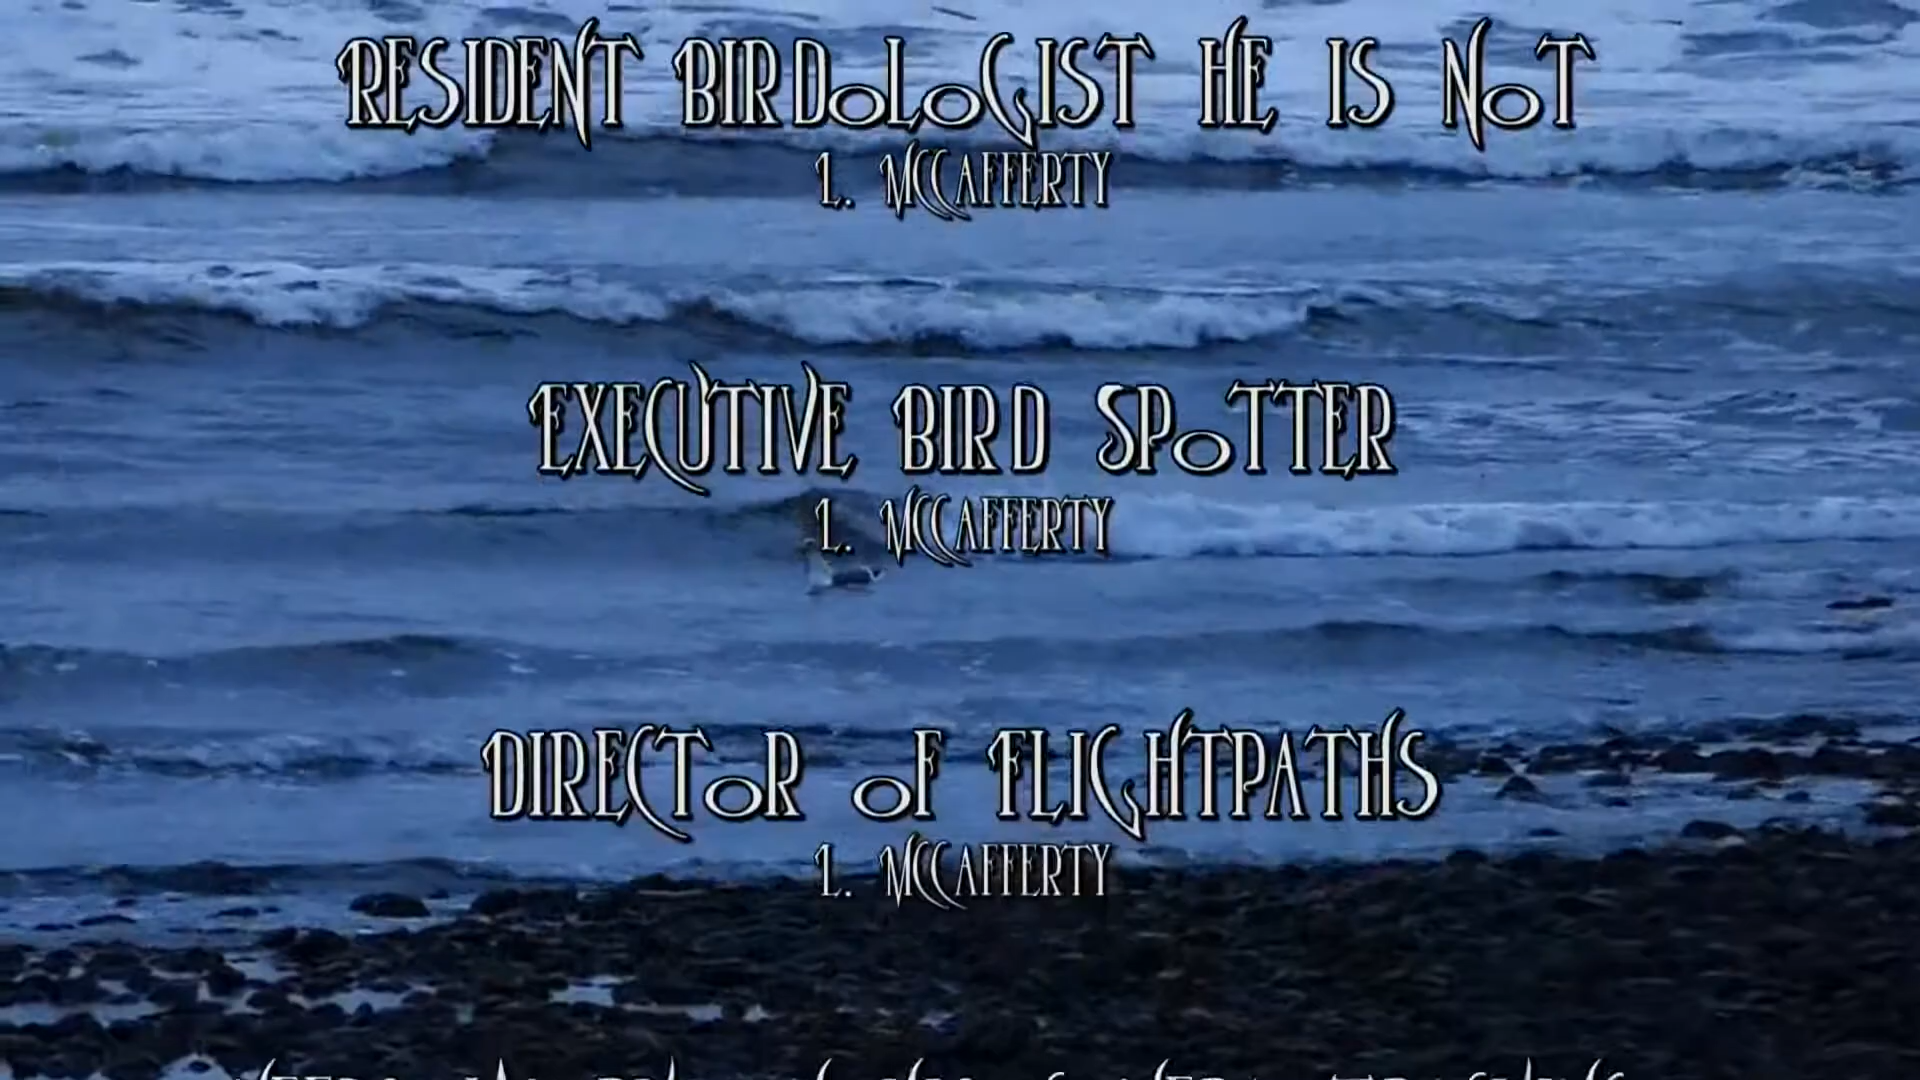 Resident Birdologist He Is Not
L. McCafferty
Executive Bird Spotter
L. McCafferty
Director of Flightpaths
L. McCafferty